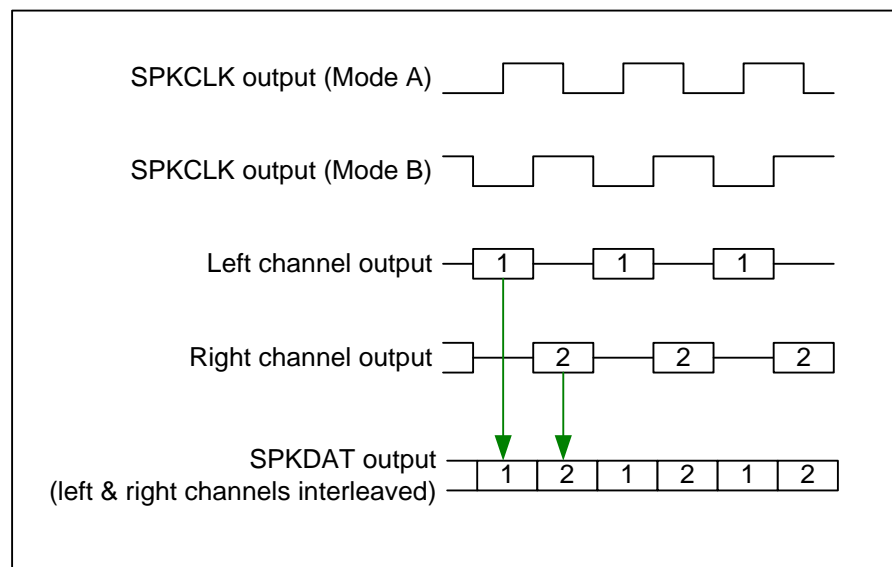 SPKCLK output (Mode A)
SPKCLK output (Mode B)
Left channel output
1 1 1
Right channel output
2 2 2
SPKDAT output
(left & right channels interleaved)
1 2 1 2 1 2